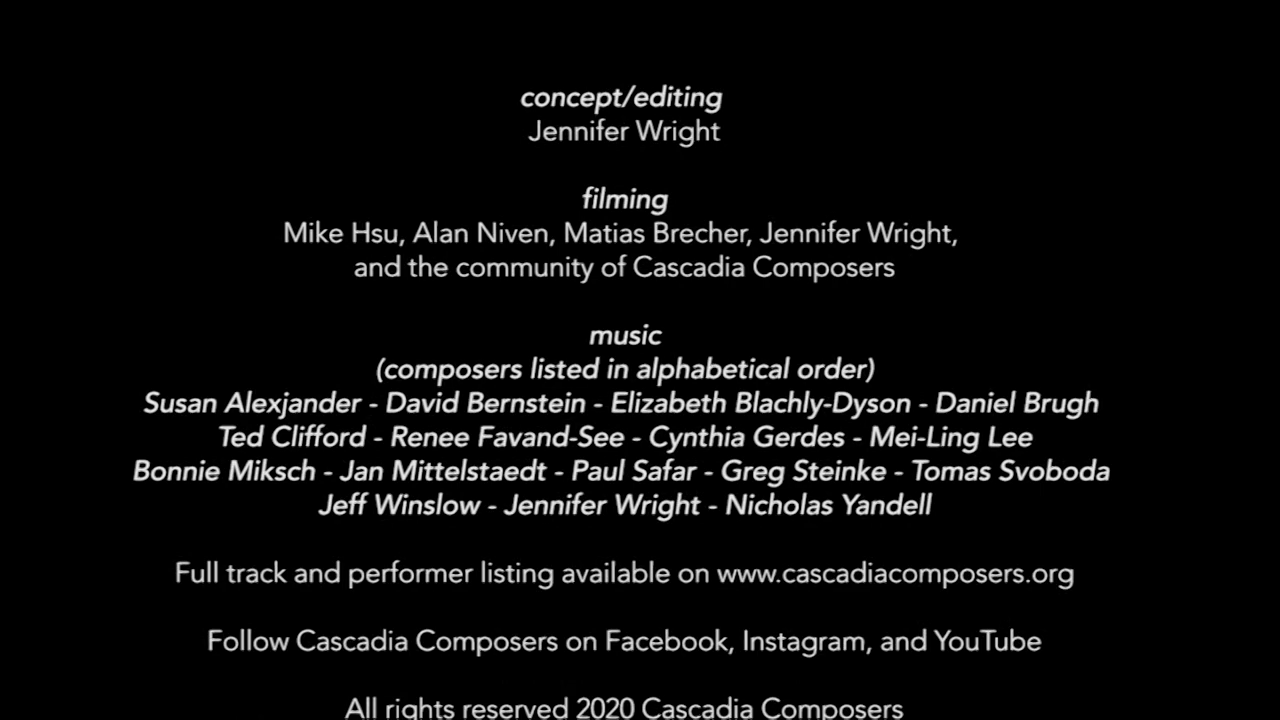 concept/editing
Jennifer Wright
filming
Mike Hsu, Alan Niven, Matias Brecher, Jennifer Wright,
and the community of Cascadia Composers
music
(composers listed in alphabetical order)
Susan Alexjander - David Bernstein - Elizabeth Blachly-Dyson - Daniel Brugh
Ted Clifford - Renee Favand-See - Cynthia Gerdes - Mei-Ling Lee
Bonnie Miksch - Jan Mittelstaedt - Paul Safar - Greg Steinke - Tomas Svoboda
Jeff Winslow - Jennifer Wright - Nicholas Yandell
Full track and performer listing available on www.cascadiacomposers.org
Follow Cascadia Composers on Facebook, Instagram, and YouTube
All rights reserved 2020 Cascadia Composers